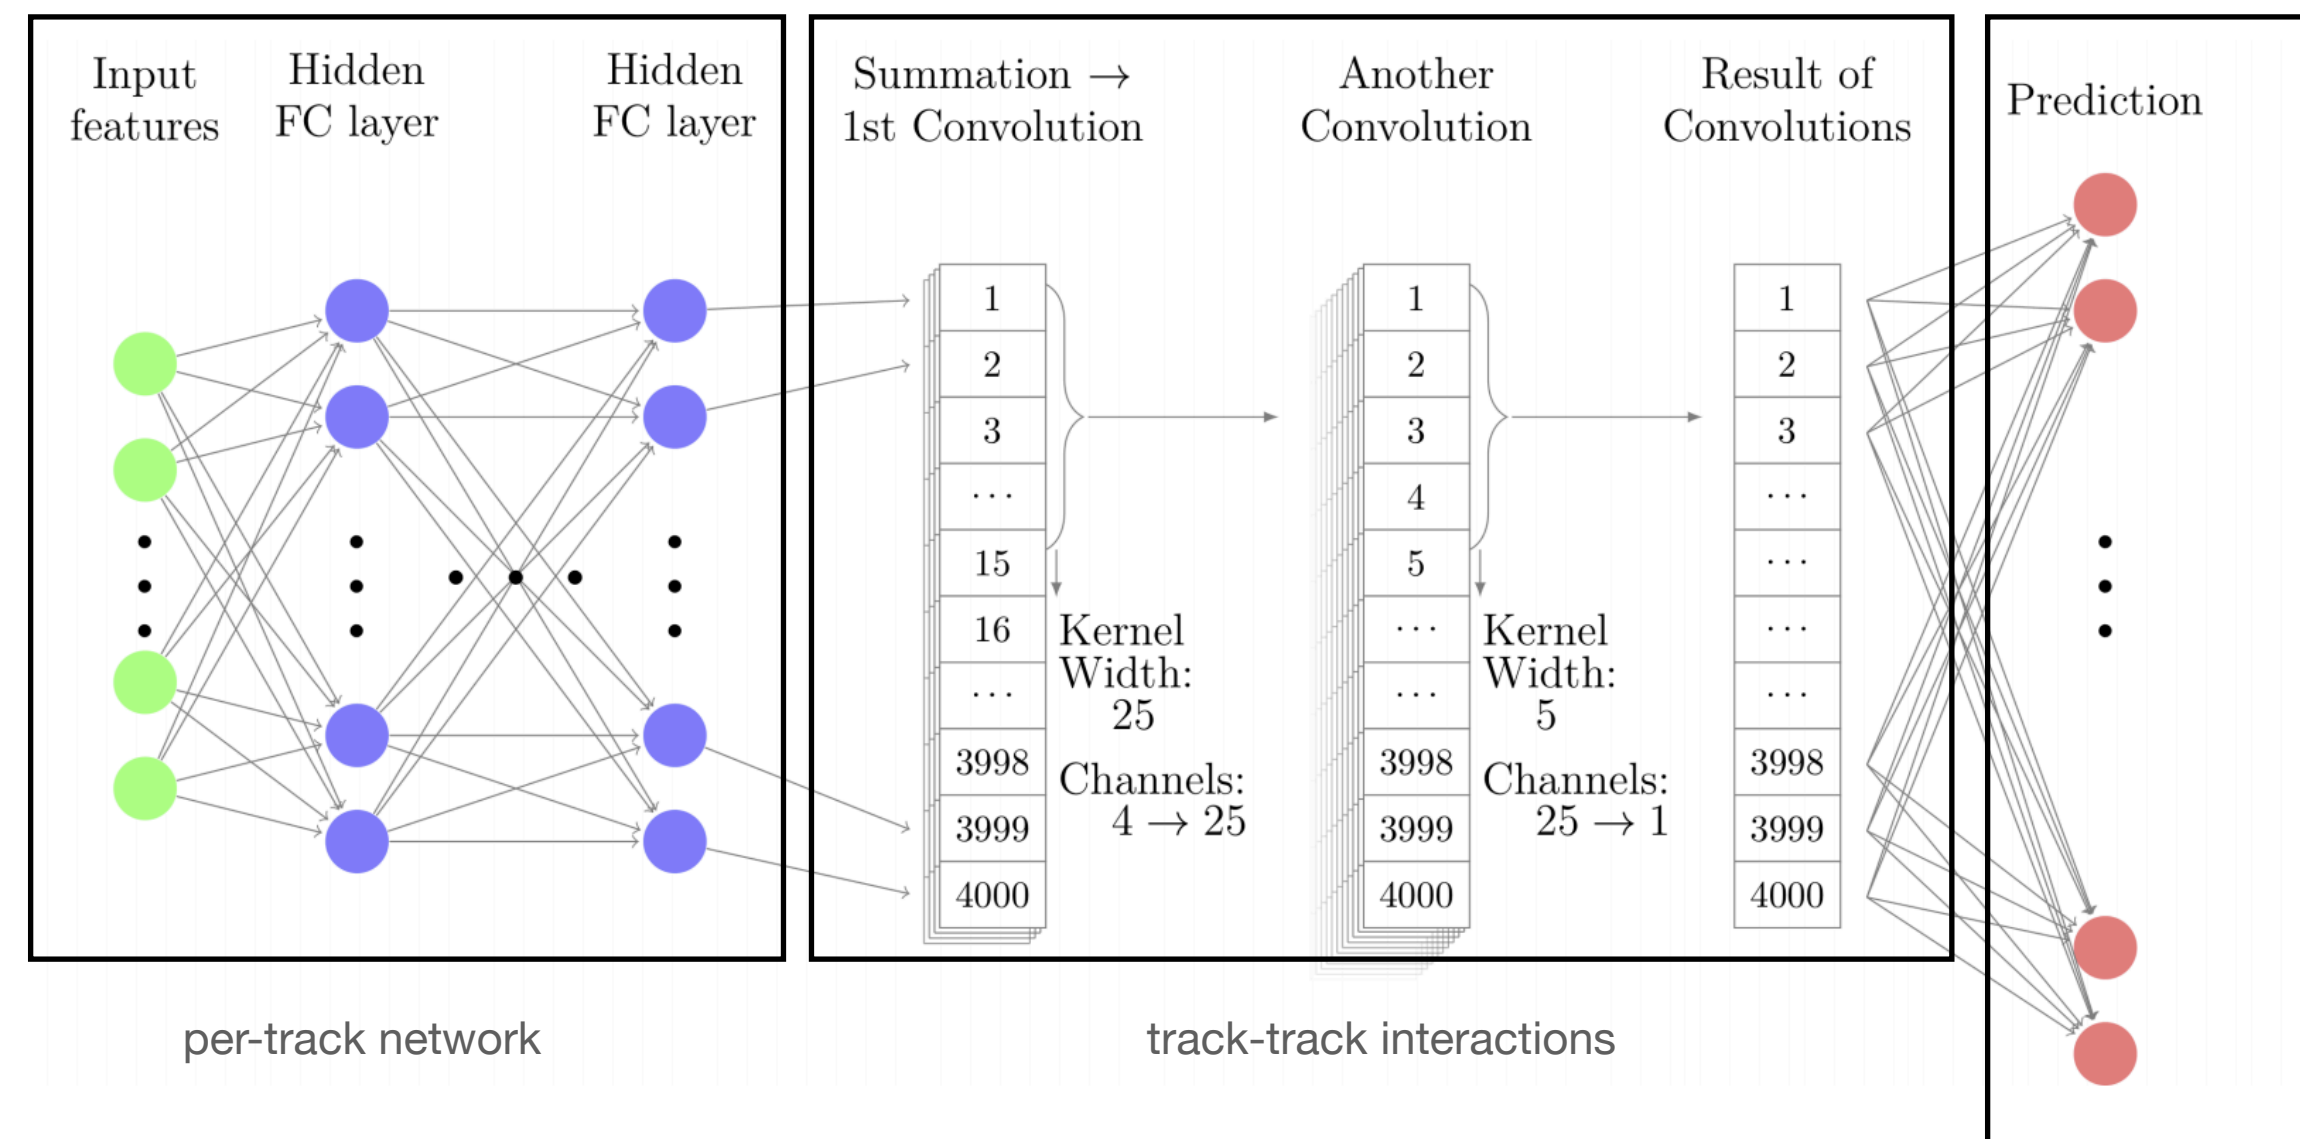 Input
features
Hidden
FC layer
Hidden
FC layer
Summation →
1st Convolution
Another
Convolution
Result of
Convolutions
Prediction
1
2
3
...
15
16
...
3998
3999
4000
Kernel
Width:
25
Channels:
4 → 25
1
2
3
4
5
...
...
3998
3999
4000
Kernel
Width:
5
Channels:
25 → 1
1
2
3
...
...
...
...
3998
3999
4000
per-track network
track-track interactions